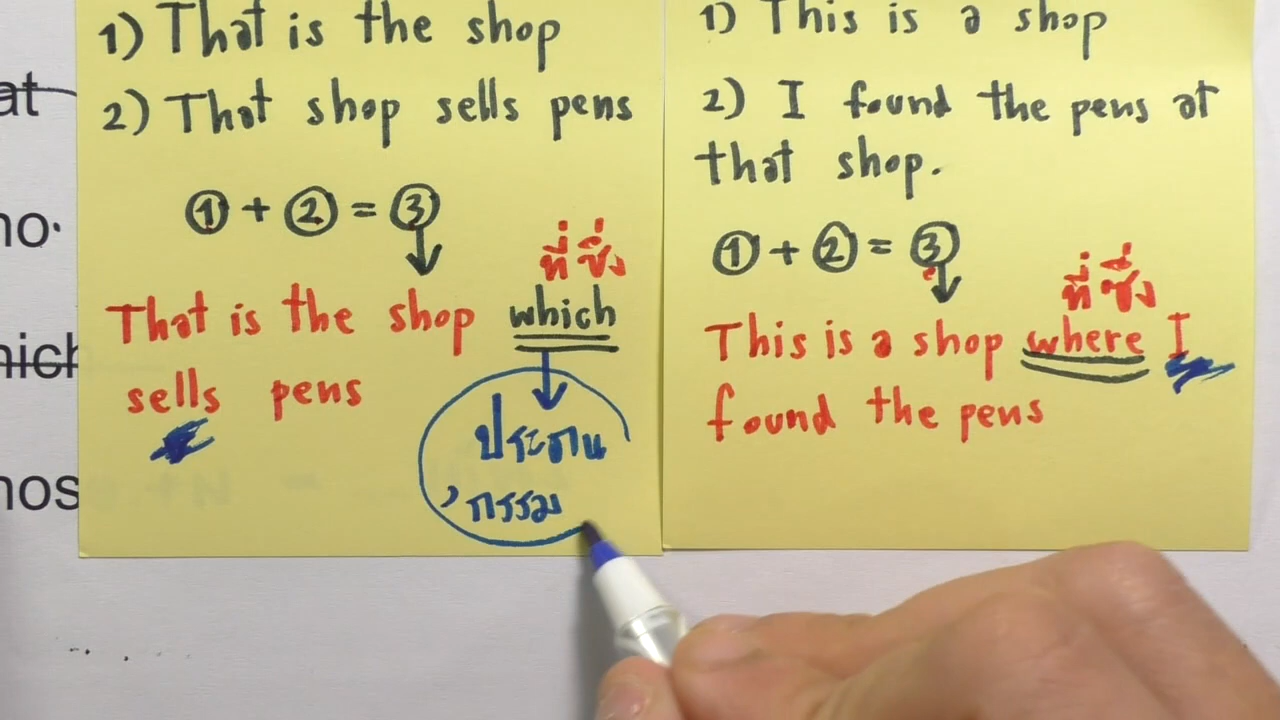 at
no.
hich
hos
1) That is the shop
2) That shop sells pens
① + ② = ③
ที่ ซึ่ง
That is the shop which
sells pens
ประธาน
, กรรม
1) This is a shop
2) I found the pens at
that shop.
① + ② = ③
ที่ ซึ่ง
This is a shop where I
found the pens